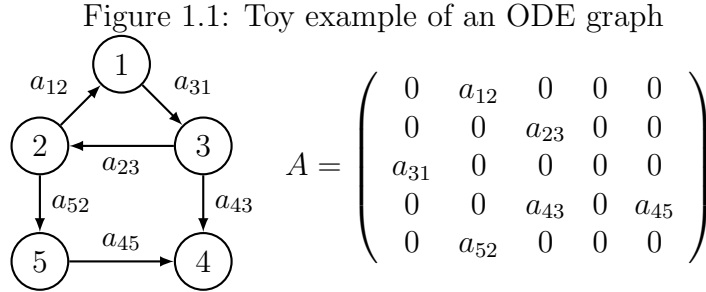 Figure 1.1: Toy example of an ODE graph
1
a12 a31
2 3
a23
a52 a43
a45
5 4
A =
0 a12 0 0 0
0 0 a23 0 0
a31 0 0 0 0
0 0 a43 0 a45
0 a52 0 0 0